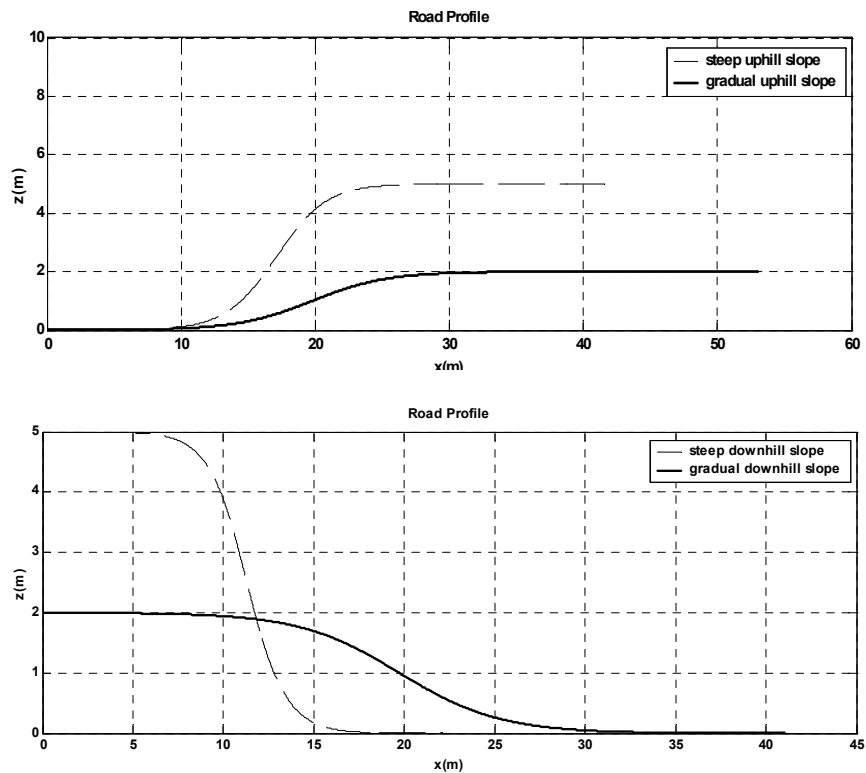 Road Profile
10
8
6
4
2
0
z(m)
steep uphill slope
gradual uphill slope
0 10 20 30 40 50 60
x(m)
Road Profile
5
4
3
2
1
0
z(m)
steep downhill slope
gradual downhill slope
0 5 10 15 20 25 30 35 40 45
x(m)